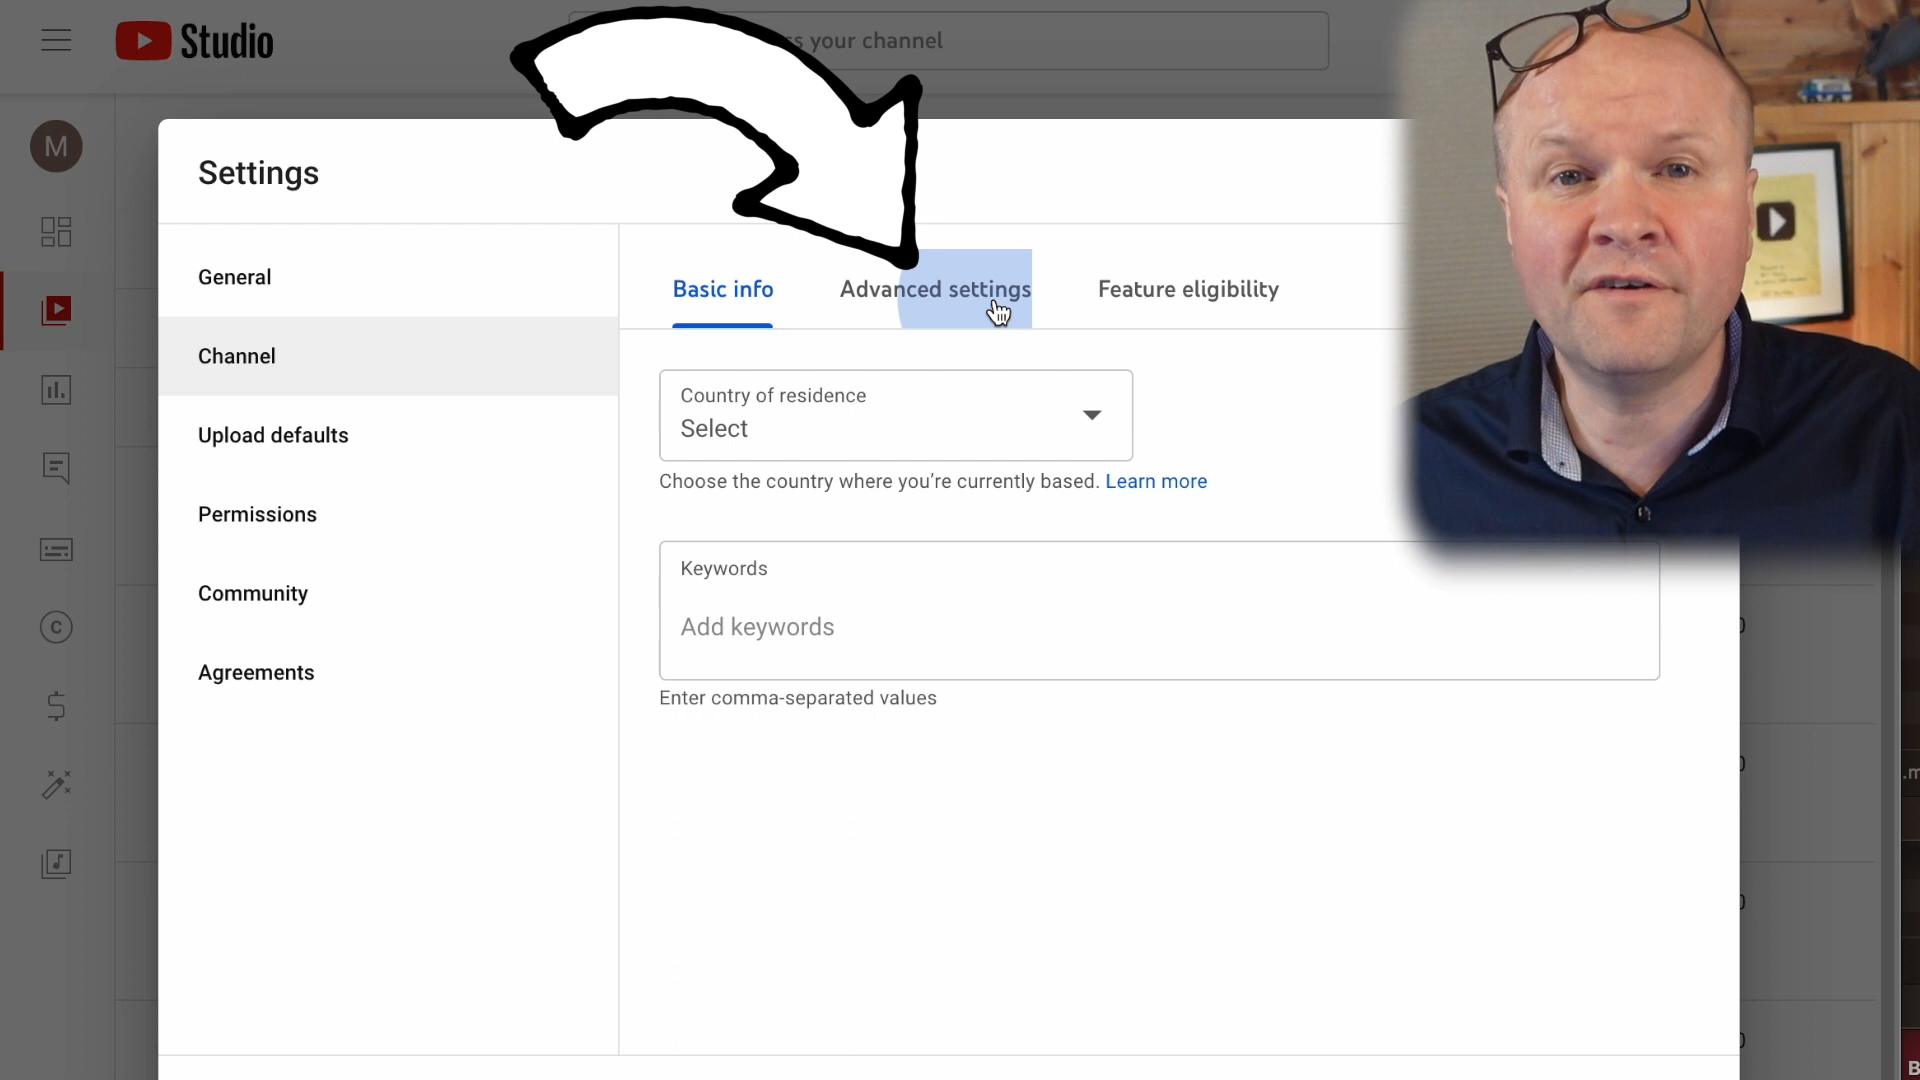 Studio
your channel
M
Settings
General
Channel
Upload defaults
Permissions
Community
Agreements
Basic info
Advanced settings
Feature eligibility
Country of residence
Select
Choose the country where you’re currently based. Learn more
Keywords
Add keywords
Enter comma-separated values
C
B